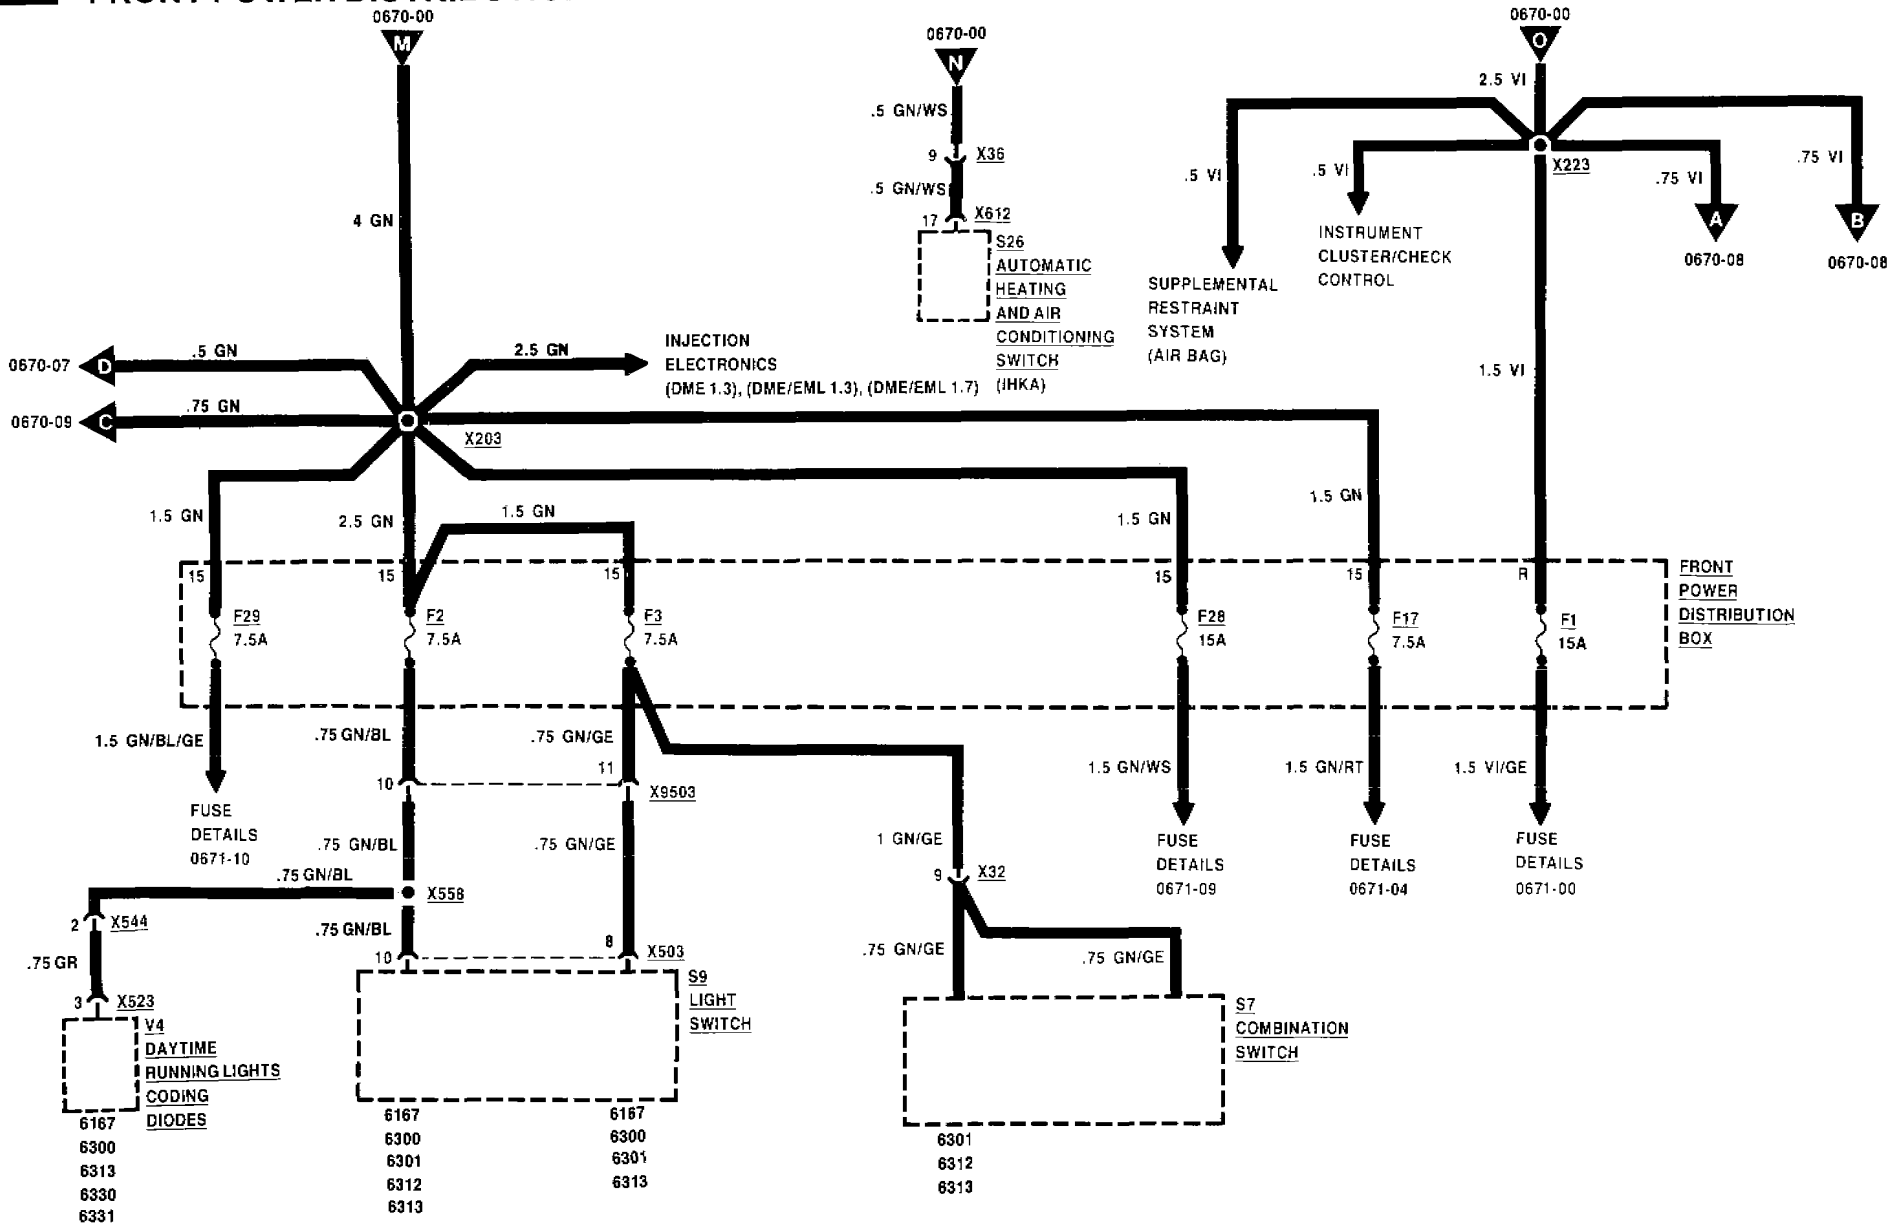 0670-00
M
0670-00
N
0670-00
O
2.5 VI
.5 GN/WS
9 X36
.5 GN/WS
17 X612
S26
AUTOMATIC
HEATING
AND AIR
CONDITIONING
SWITCH
(IHKA)
X223
.5 VI
.5 VI
.75 VI
.75 VI
A
0670-08
B
0670-08
INSTRUMENT
CLUSTER/CHECK
CONTROL
SUPPLEMENTAL
RESTRAINT
SYSTEM
(AIR BAG)
4 GN
0670-07 D .5 GN
0670-09 C .75 GN
2.5 GN
INJECTION
ELECTRONICS
(DME 1.3), (DME/EML 1.3), (DME/EML 1.7)
X203
1.5 VI
1.5 GN
2.5 GN
1.5 GN
1.5 GN
1.5 GN
15
15
15
15
15
R
FRONT
POWER
DISTRIBUTION
BOX
F29
7.5A
F2
7.5A
F3
7.5A
F28
15A
F17
7.5A
F1
15A
1.5 GN/BL/GE
.75 GN/BL
.75 GN/GE
1.5 GN/WS
1.5 GN/RT
1.5 VI/GE
10
11
X9503
FUSE
DETAILS
0671-10
.75 GN/BL
.75 GN/GE
1 GN/GE
FUSE
DETAILS
0671-09
FUSE
DETAILS
0671-04
FUSE
DETAILS
0671-00
.75 GN/BL
X558
9 X32
2 X544
.75 GN/BL
.75 GN/GE
.75 GN/GE
.75 GR
10
8
X503
3 X523
V4
DAYTIME
RUNNING LIGHTS
CODING
DIODES
S9
LIGHT
SWITCH
S7
COMBINATION
SWITCH
6167
6300
6313
6330
6331
6167
6300
6301
6312
6313
6167
6300
6301
6313
6301
6312
6313